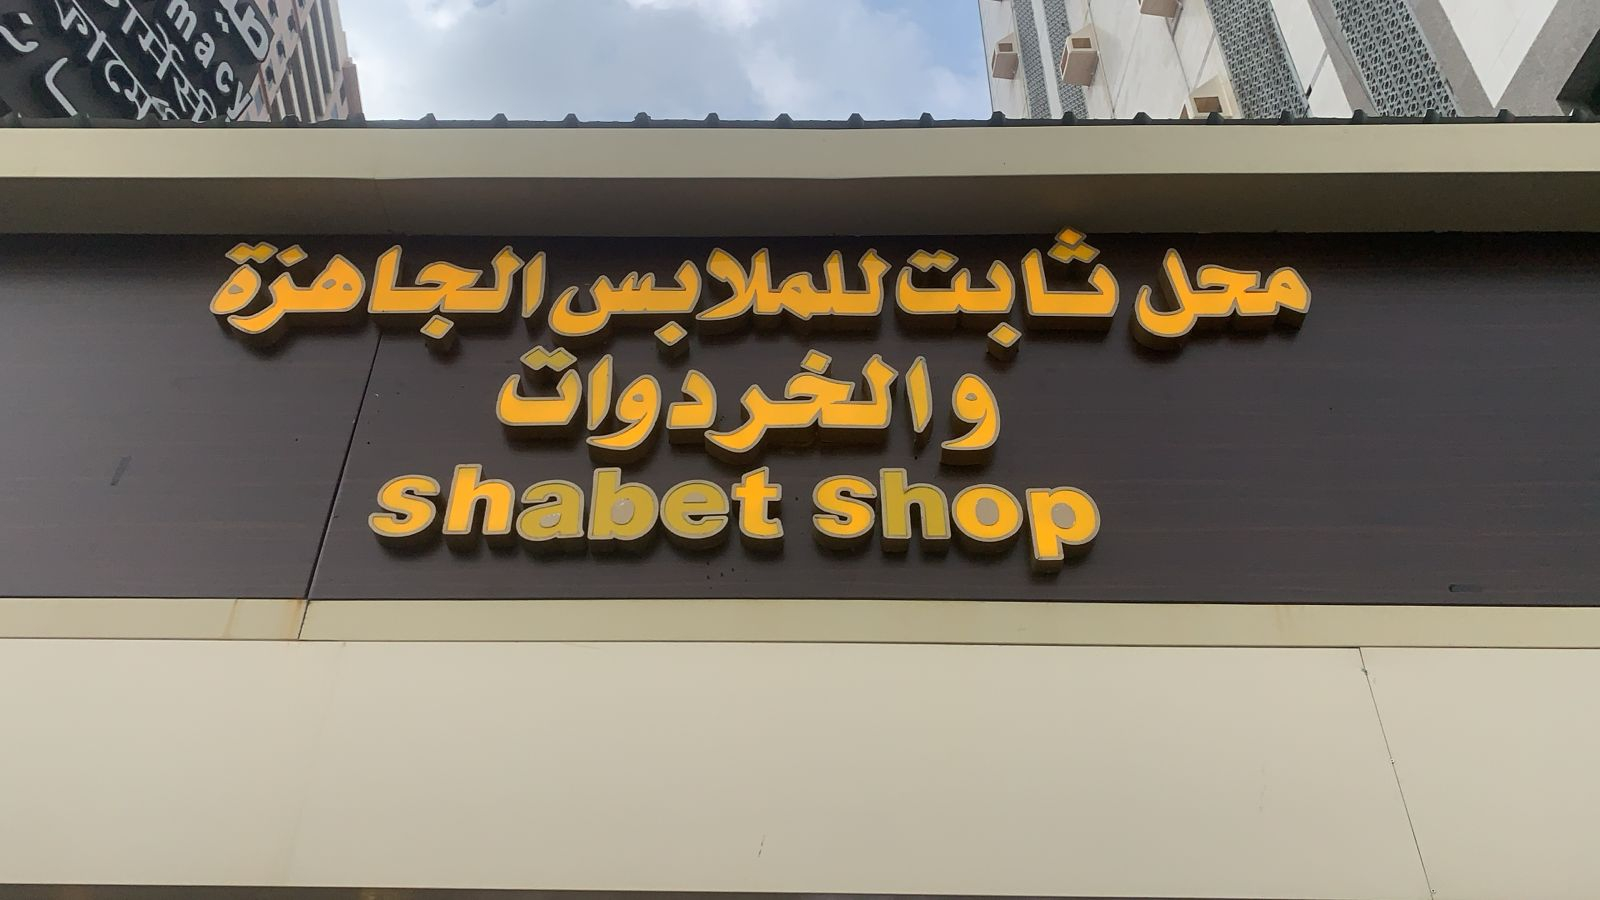 محل ثابت للملابس الجاهزة
والخردوات
shabet shop